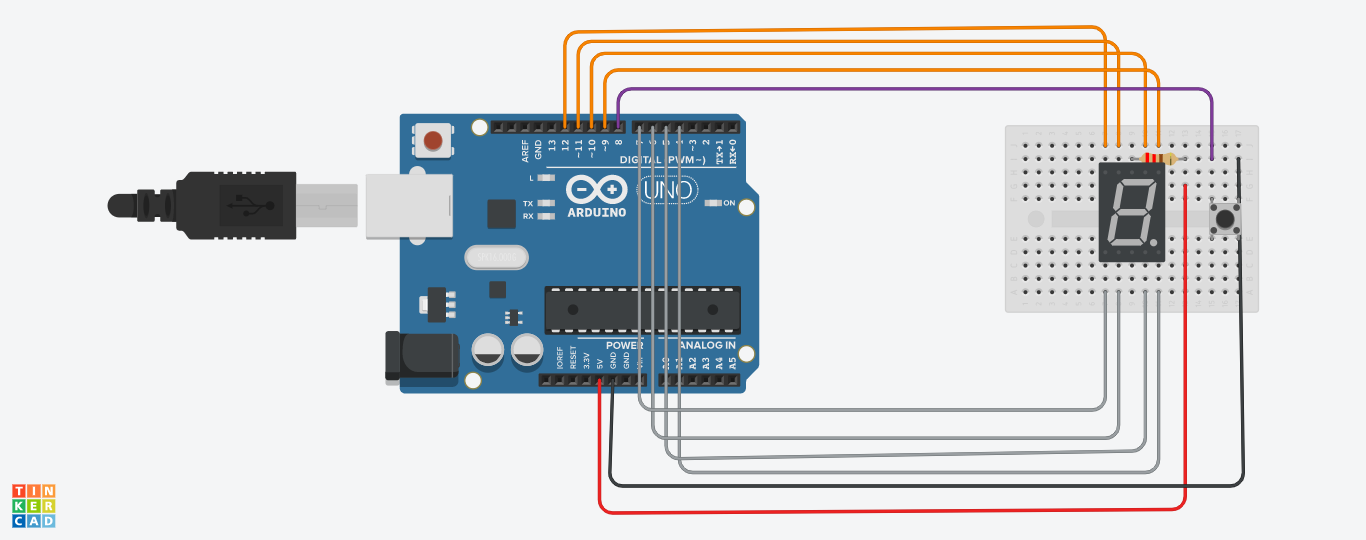 AREF
GND
13
12
~11
~10
~9
8
7
6
5
4
~3
2
TX→1
RX←0
DIGITAL (PWM~)
L
TX
RX
UNO
ARDUINO
ON
POWER
ANALOG IN
IOREF
RESET
3.3V
5V
GND
GND
A0
A1
A2
A3
A4
A5
TIN
KER
CAD